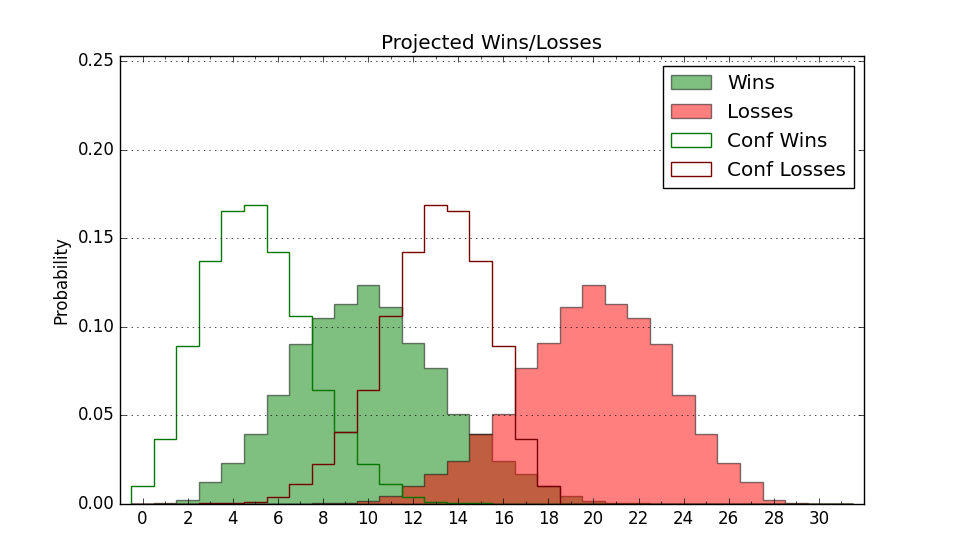 Projected Wins/Losses
0.25
0.20
0.15
0.10
0.05
0.00
Probability
Wins
Losses
Conf Wins
Conf Losses
0 2 4 6 8 10 12 14 16 18 20 22 24 26 28 30